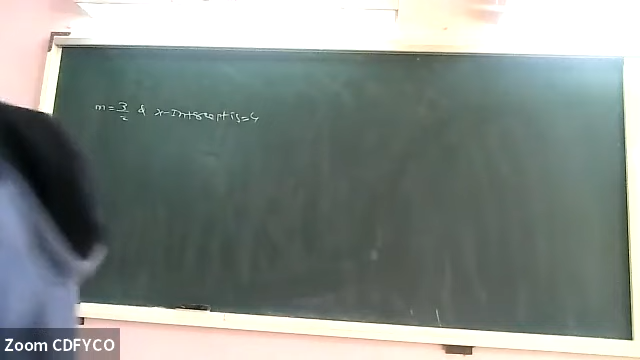 m = 3/2 & x-Intercept is = 4
Zoom CDFYCO